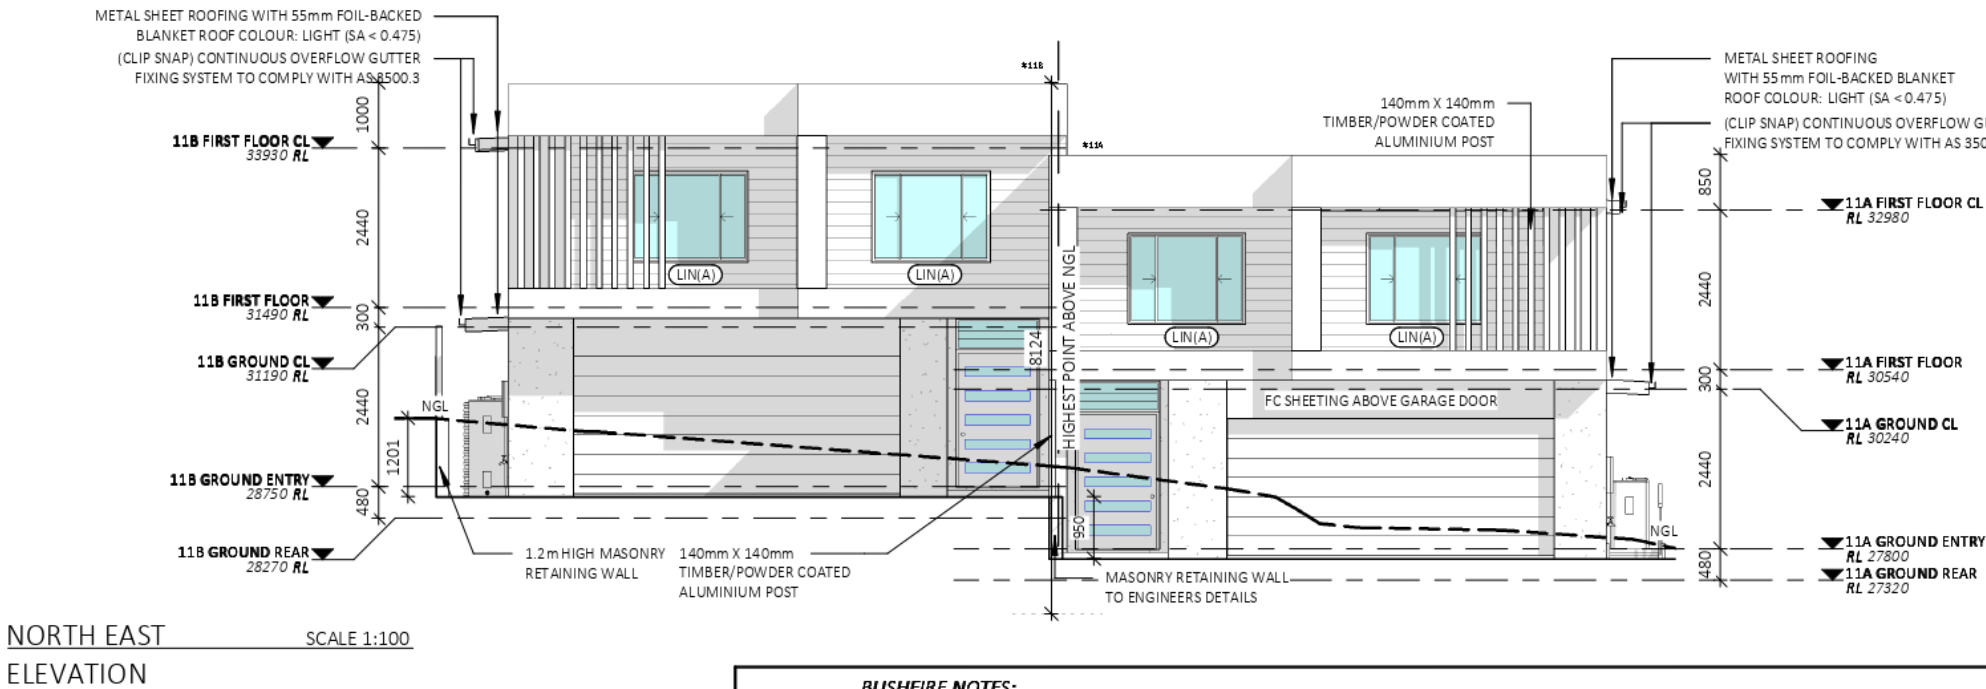 METAL SHEET ROOFING WITH 55mm FOIL-BACKED
BLANKET ROOF COLOUR: LIGHT (SA < 0.475)
(CLIP SNAP) CONTINUOUS OVERFLOW GUTTER
FIXING SYSTEM TO COMPLY WITH AS 3500.3
11B FIRST FLOOR CL
33930 RL
11B FIRST FLOOR
31490 RL
11B GROUND CL
31190 RL
11B GROUND ENTRY
28750 RL
11B GROUND REAR
28270 RL
1000
2440
300
2440
480
1201
NGL
#11B
#11A
LIN(A)
LIN(A)
LIN(A)
LIN(A)
8124
HIGHEST POINT ABOVE NGL
950
140mm X 140mm
TIMBER/POWDER COATED
ALUMINIUM POST
FC SHEETING ABOVE GARAGE DOOR
1.2m HIGH MASONRY
RETAINING WALL
140mm X 140mm
TIMBER/POWDER COATED
ALUMINIUM POST
MASONRY RETAINING WALL
TO ENGINEERS DETAILS
NGL
METAL SHEET ROOFING
WITH 55mm FOIL-BACKED BLANKET
ROOF COLOUR: LIGHT (SA < 0.475)
(CLIP SNAP) CONTINUOUS OVERFLOW
FIXING SYSTEM TO COMPLY WITH AS
850
2440
300
2440
480
11A FIRST FLOOR CL
RL 32980
11A FIRST FLOOR
RL 30540
11A GROUND CL
RL 30240
11A GROUND ENTRY
RL 27800
11A GROUND REAR
RL 27320
NORTH EAST
SCALE 1:100
ELEVATION
BUSHFIRE NOTES: